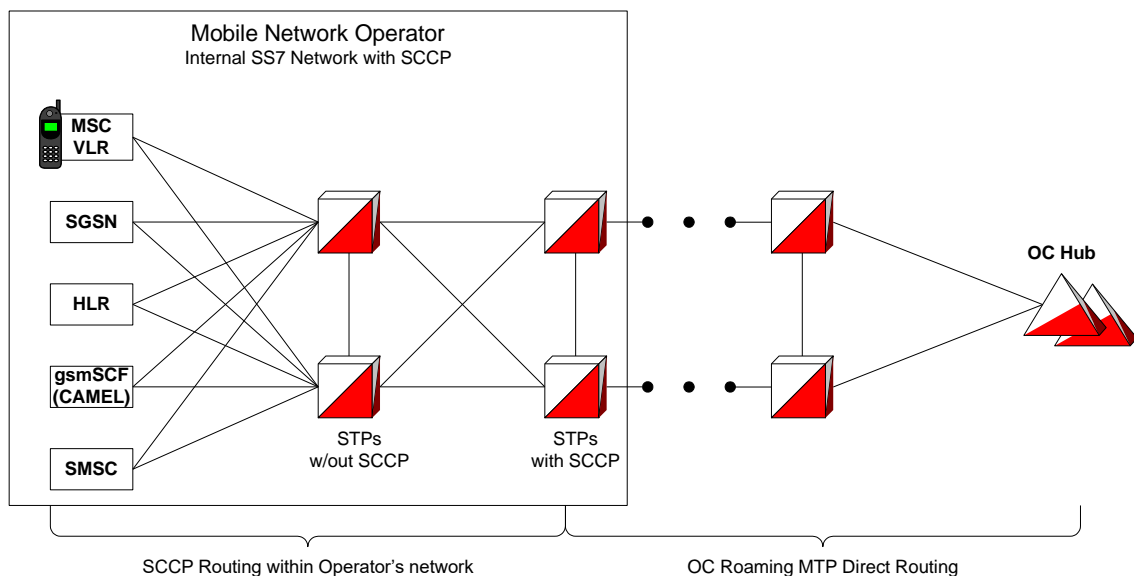 Mobile Network Operator
Internal SS7 Network with SCCP
MSC
VLR
SGSN
HLR
gsmSCF
(CAMEL)
SMSC
STPs
w/out SCCP
STPs
with SCCP
OC Hub
SCCP Routing within Operator's network
OC Roaming MTP Direct Routing